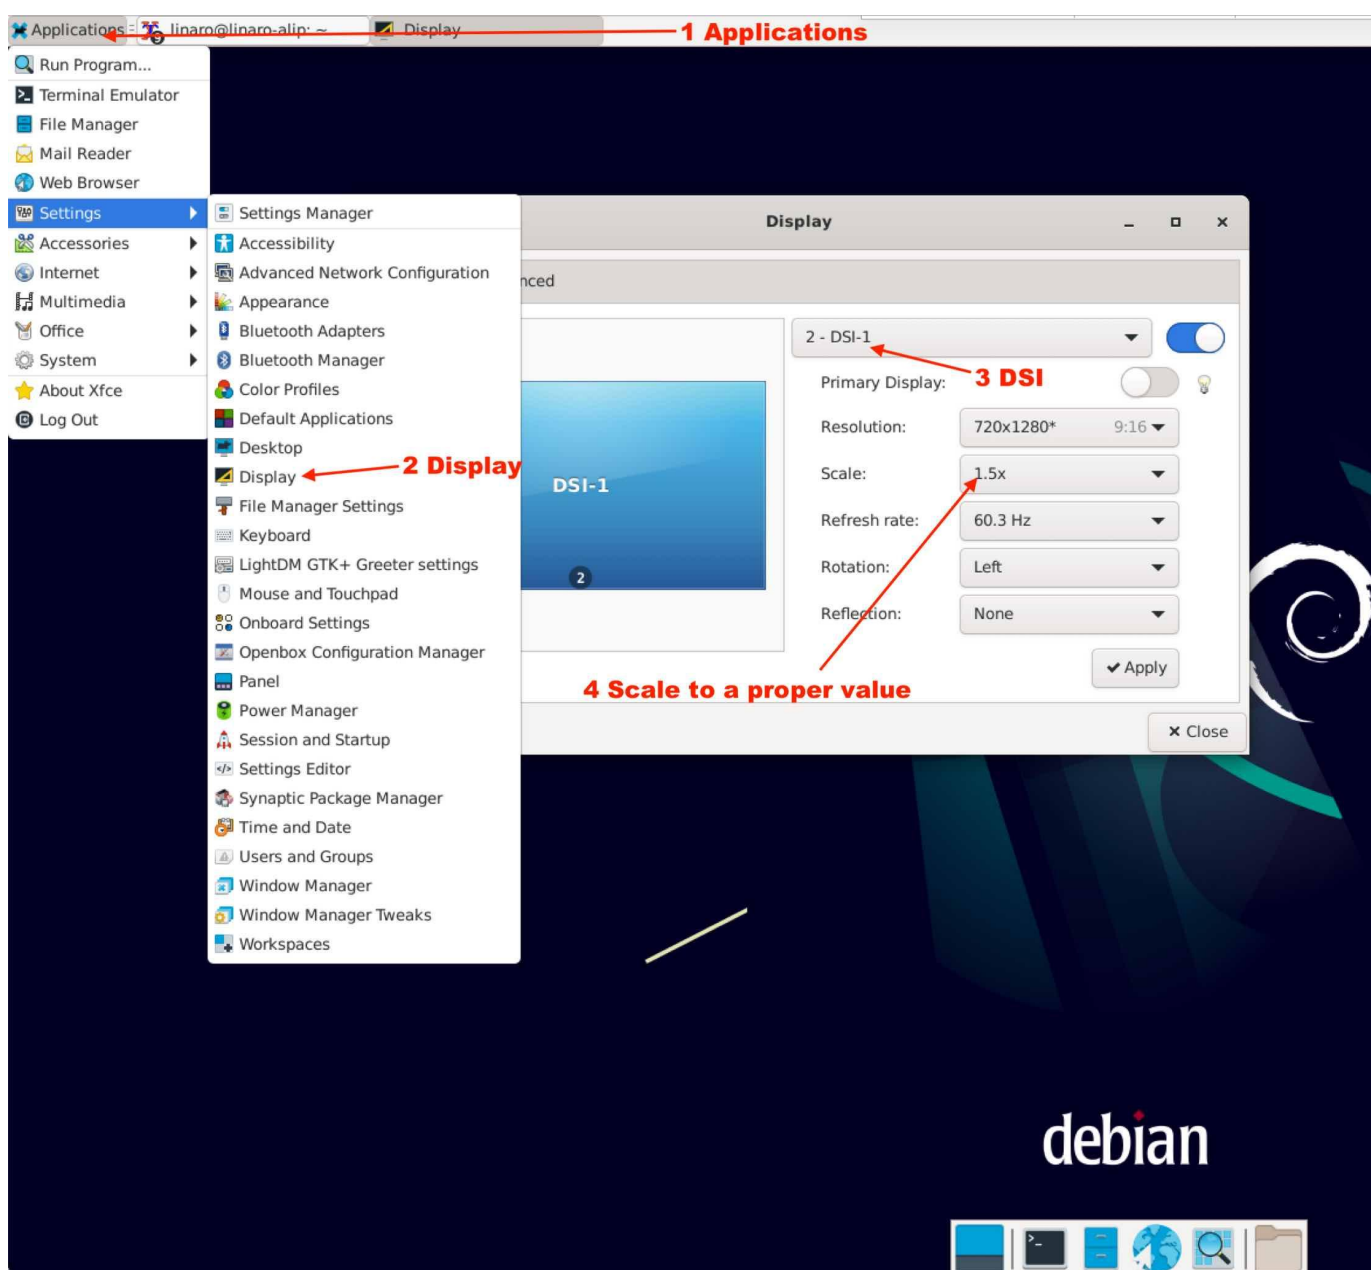 Applications
linaro@linaro-alip: ~
Display
1 Applications
Run Program...
Terminal Emulator
File Manager
Mail Reader
Web Browser
Settings
Accessories
Internet
Multimedia
Office
System
About Xfce
Log Out
Settings Manager
Accessibility
Advanced Network Configuration
Appearance
Bluetooth Adapters
Bluetooth Manager
Color Profiles
Default Applications
Desktop
Display
File Manager Settings
Keyboard
LightDM GTK+ Greeter settings
Mouse and Touchpad
Onboard Settings
Openbox Configuration Manager
Panel
Power Manager
Session and Startup
Settings Editor
Synaptic Package Manager
Time and Date
Users and Groups
Window Manager
Window Manager Tweaks
Workspaces
2 Display
Display
nced
DSI-1
2
2 - DSI-1
3 DSI
Primary Display:
Resolution: 720x1280* 9:16
Scale: 1.5x
Refresh rate: 60.3 Hz
Rotation: Left
Reflection: None
Apply
4 Scale to a proper value
Close
debian